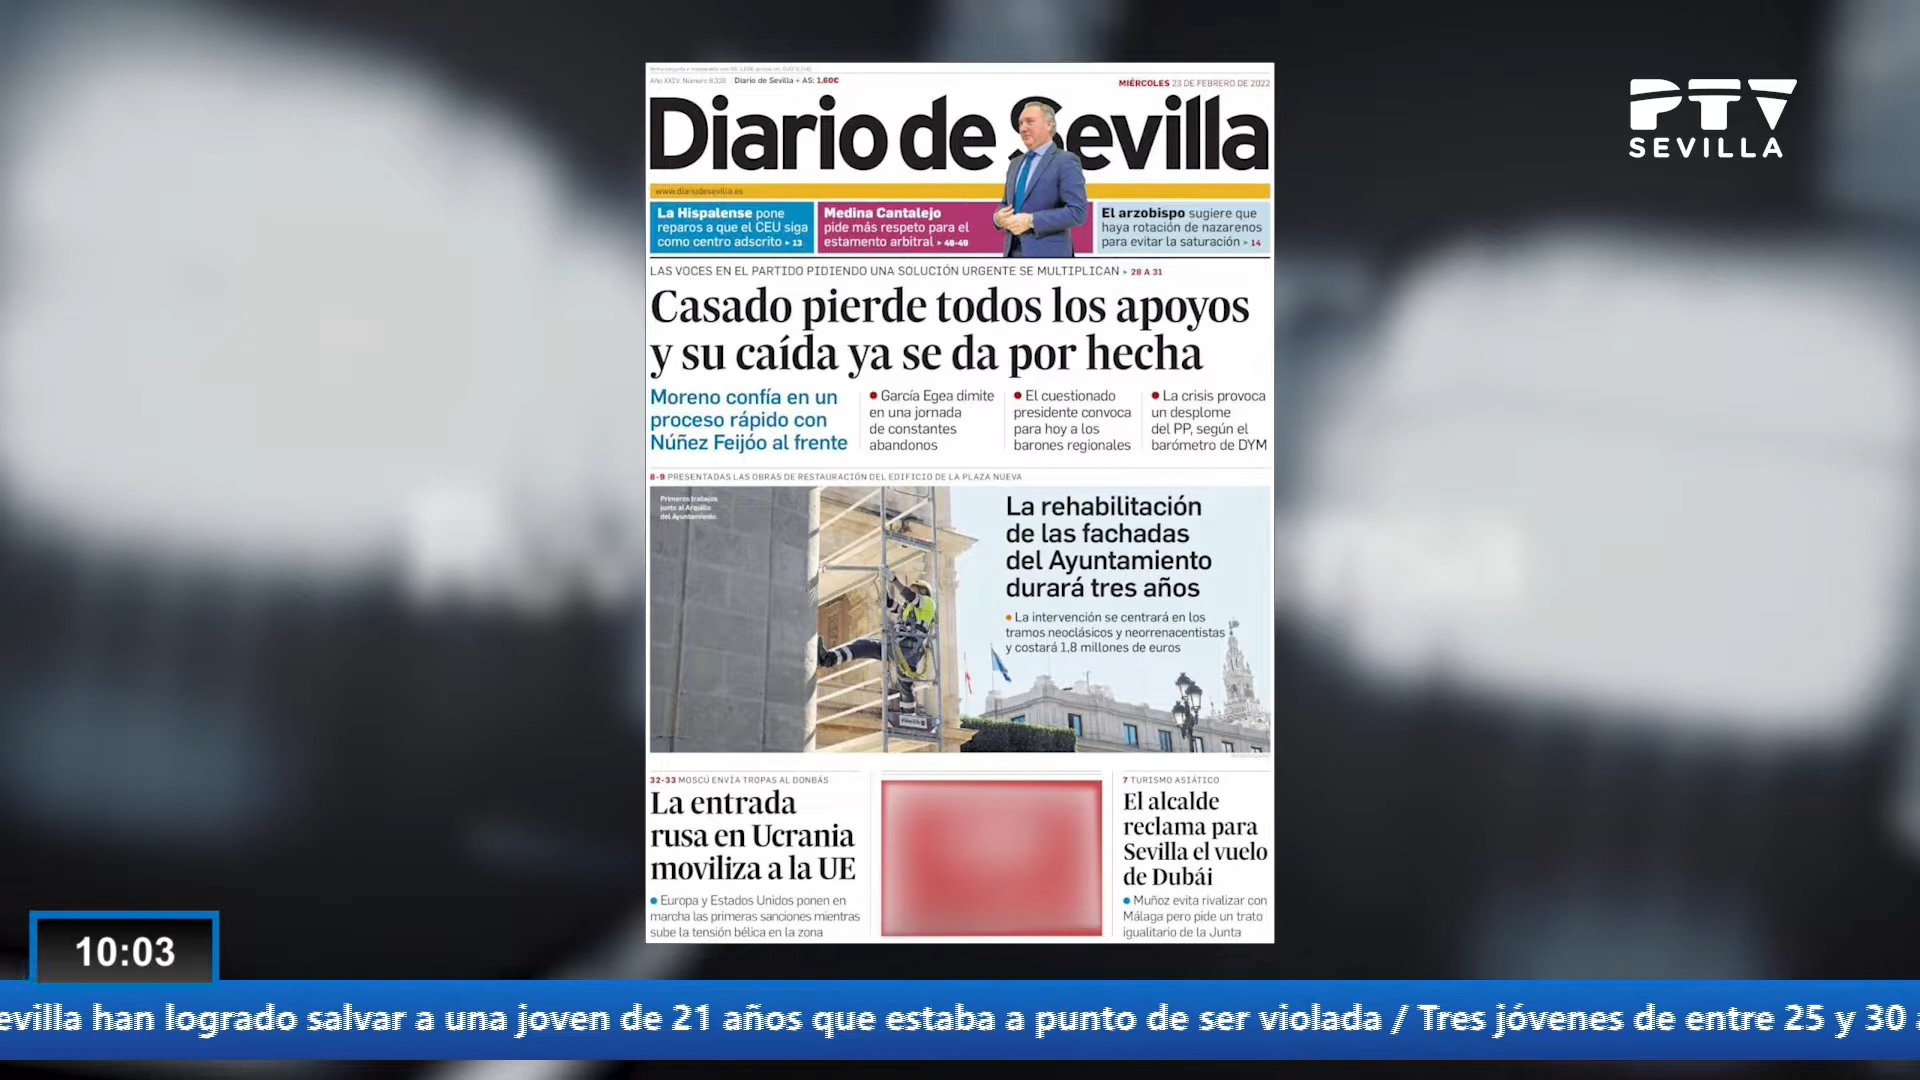 Año XXIV. Número: 8.328 Diario de Sevilla + AS: 1,60€
MIÉRCOLES 23 DE FEBRERO DE 2022
Diario de Sevilla
www.diariodesevilla.es
La Hispalense pone
reparos a que el CEU siga
como centro adscrito ▸ 13
Medina Cantalejo
pide más respeto para el
estamento arbitral ▸ 48-49
El arzobispo sugiere que
haya rotación de nazarenos
para evitar la saturación ▸ 14
LAS VOCES EN EL PARTIDO PIDIENDO UNA SOLUCIÓN URGENTE SE MULTIPLICAN ▸ 28 A 31
Casado pierde todos los apoyos
y su caída ya se da por hecha
Moreno confía en un
proceso rápido con
Núñez Feijóo al frente
● García Egea dimite
en una jornada
de constantes
abandonos
● El cuestionado
presidente convoca
para hoy a los
barones regionales
● La crisis provoca
un desplome
del PP, según el
barómetro de DYM
8-9 PRESENTADAS LAS OBRAS DE RESTAURACIÓN DEL EDIFICIO DE LA PLAZA NUEVA
Primeros trabajos
junto al Arquillo
del Ayuntamiento.
La rehabilitación
de las fachadas
del Ayuntamiento
durará tres años
● La intervención se centrará en los
tramos neoclásicos y neorrenacentistas
y costará 1,8 millones de euros
32-33 MOSCÚ ENVÍA TROPAS AL DONBÁS
La entrada
rusa en Ucrania
moviliza a la UE
● Europa y Estados Unidos ponen en
marcha las primeras sanciones mientras
sube la tensión bélica en la zona
7 TURISMO ASIÁTICO
El alcalde
reclama para
Sevilla el vuelo
de Dubái
● Muñoz evita rivalizar con
Málaga pero pide un trato
igualitario de la Junta
PTV
SEVILLA
10:03
evilla han logrado salvar a una joven de 21 años que estaba a punto de ser violada / Tres jóvenes de entre 25 y 30